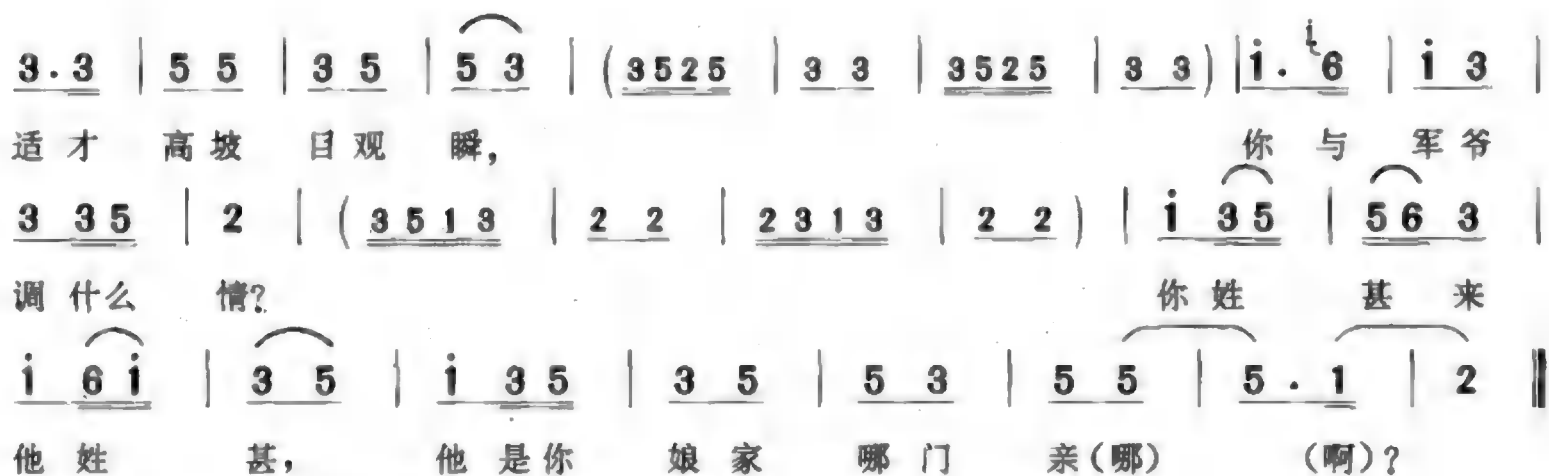 3.3 | 5 5 | 3 5 | 5 3 | (3525 | 3 3 | 3525 | 3 3) | i. i6 | i 3 |
适才 高坡 目观 瞬, 你与 军爷
3 35 | 2 | (3513 | 2 2 | 2313 | 2 2) | i 35 | 56 3 |
调什么 情? 你姓 甚来
i 6i | 3 5 | i 35 | 3 5 | 5 3 | 5 5 | 5.1 | 2 ‖
他姓 甚, 他是你 娘家 哪门 亲(哪) (啊)?